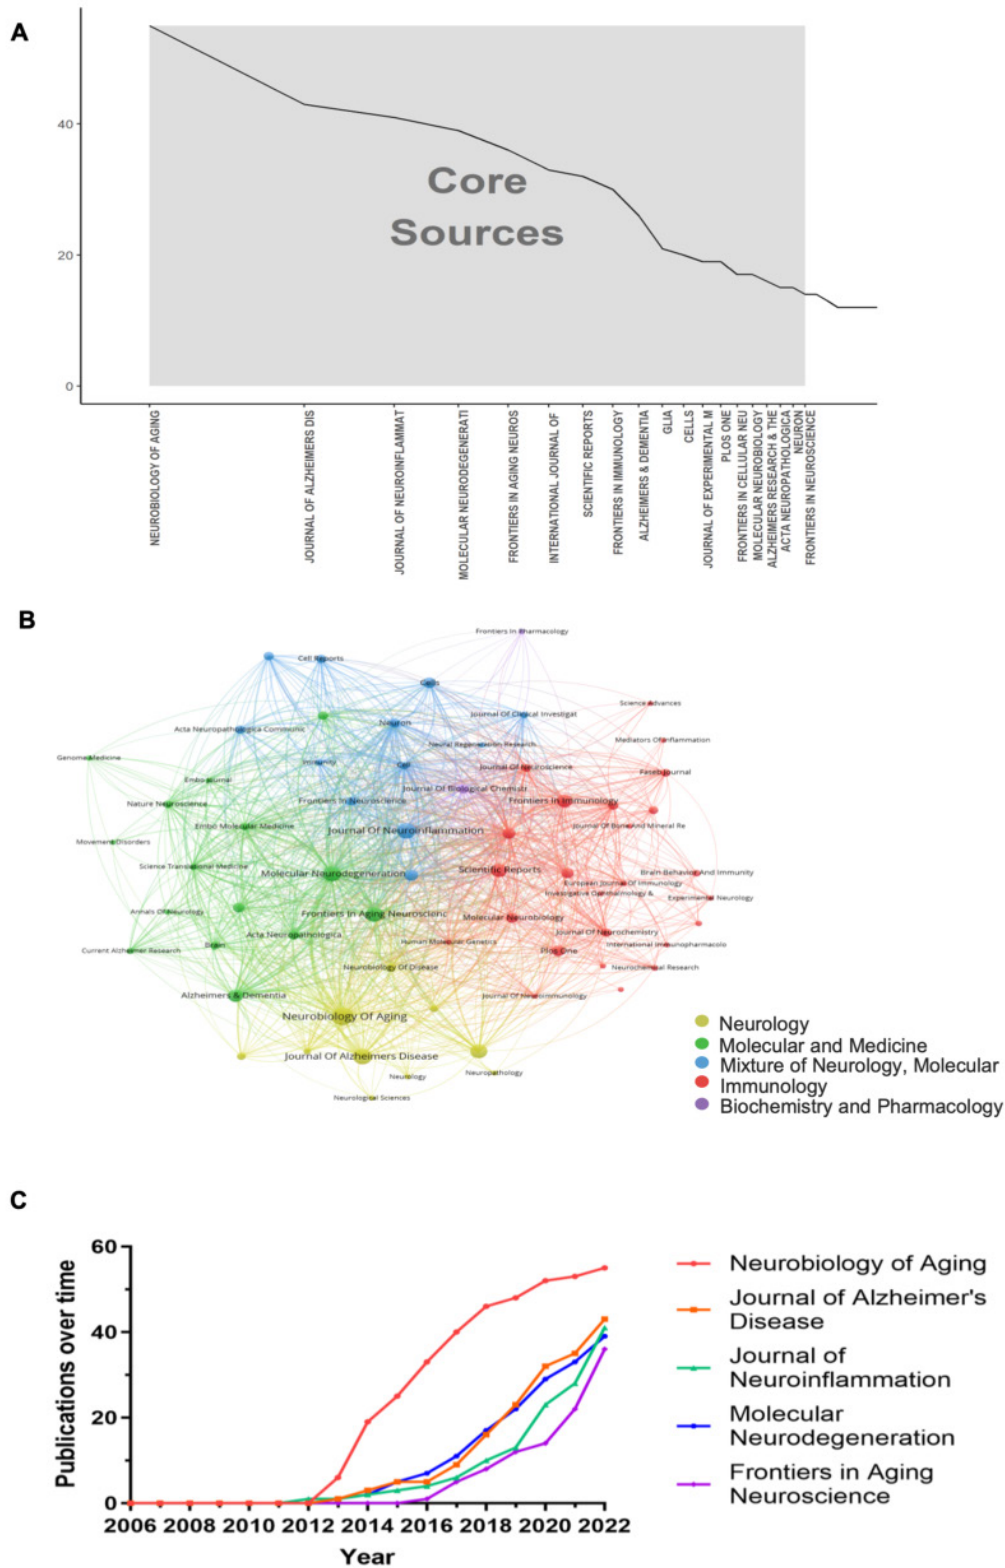 A
40
20
0
Core
Sources
NEUROBIOLOGY OF AGING
JOURNAL OF ALZHEIMERS DIS
JOURNAL OF NEUROINFLAMMAT
MOLECULAR NEURODEGENERATI
FRONTIERS IN AGING NEUROS
INTERNATIONAL JOURNAL OF
SCIENTIFIC REPORTS
FRONTIERS IN IMMUNOLOGY
ALZHEIMERS & DEMENTIA
GLIA
CELLS
JOURNAL OF EXPERIMENTAL M
PLOS ONE
FRONTIERS IN CELLULAR NEU
MOLECULAR NEUROBIOLOGY
ALZHEIMERS RESEARCH & THE
ACTA NEUROPATHOLOGICA
NEURON
FRONTIERS IN NEUROSCIENCE
B
Frontiers In Pharmacology
Cell Reports
Cells
Science Advances
Journal Of Clinical Investigat
Neuron
Acta Neuropathologica Communic
Mediators Of Inflammation
Neural Regeneration Research
Genome Medicine
Immunity
Cell
Journal Of Neuroscience
Faseb Journal
Embo Journal
Journal Of Biological Chemistr
Nature Neuroscience
Frontiers In Neuroscience
Frontiers In Immunology
Embo Molecular Medicine
Journal Of Neuroinflammation
Journal Of Bone And Mineral Re
Movement Disorders
Science Translational Medicine
Molecular Neurodegeneration
Scientific Reports
Brain Behavior And Immunity
European Journal Of Immunology
Investigative Ophthalmology &
Experimental Neurology
Annals Of Neurology
Frontiers In Aging Neuroscienc
Molecular Neurobiology
Acta Neuropathologica
Journal Of Neurochemistry
Current Alzheimer Research
Brain
Human Molecular Genetics
Plos One
International Immunopharmacolo
Neurobiology Of Disease
Neurochemical Research
Alzheimers & Dementia
Journal Of Neuroimmunology
Neurobiology Of Aging
Journal Of Alzheimers Disease
Neurology
Neuropathology
Neurological Sciences
Neurology
Molecular and Medicine
Mixture of Neurology, Molecular
Immunology
Biochemistry and Pharmacology
C
Publications over time
60
40
20
0
2006 2008 2010 2012 2014 2016 2018 2020 2022
Year
Neurobiology of Aging
Journal of Alzheimer's
Disease
Journal of
Neuroinflammation
Molecular
Neurodegeneration
Frontiers in Aging
Neuroscience